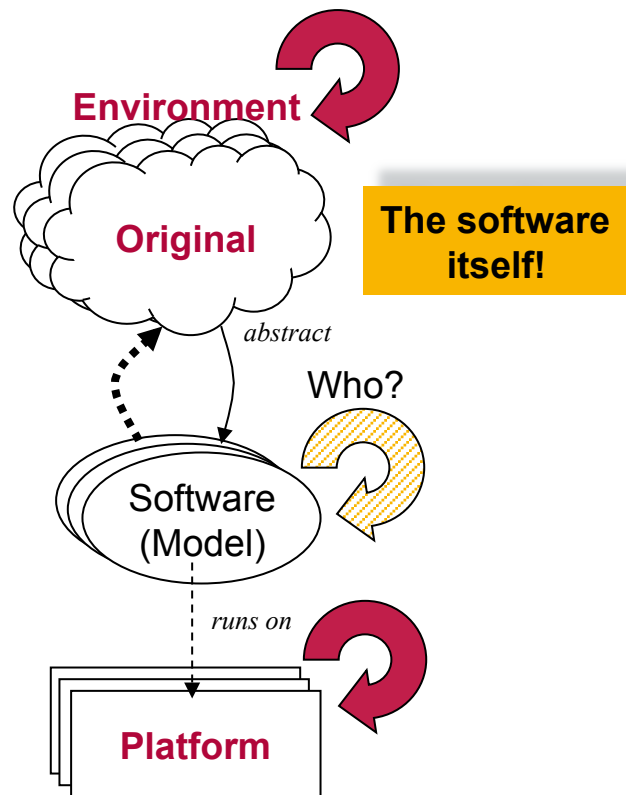 Environment
Original
The software
itself!
abstract
Who?
Software
(Model)
runs on
Platform